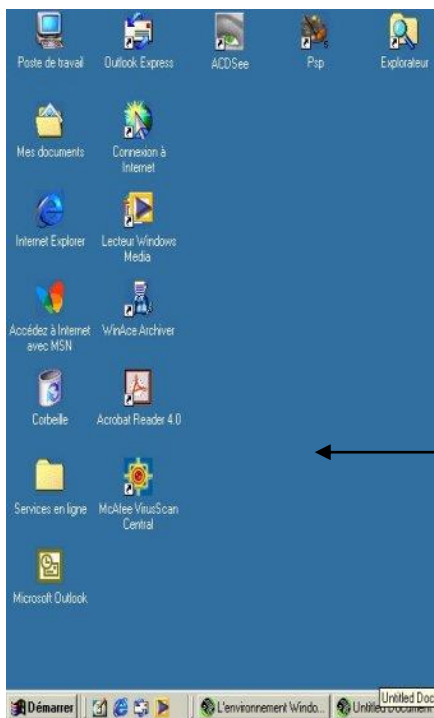 Poste de travail
Outlook Express
ACDSee
Psp
Explorateur
Mes documents
Connexion à
Internet
Internet Explorer
Lecteur Windows
Media
Accédez à Internet
avec MSN
WinAce Archiver
Corbeille
Acrobat Reader 4.0
Services en ligne
McAfee VirusScan
Central
Microsoft Outlook
Démarrer
L'environnement Windo...
Untitled Document
Untitled Doc